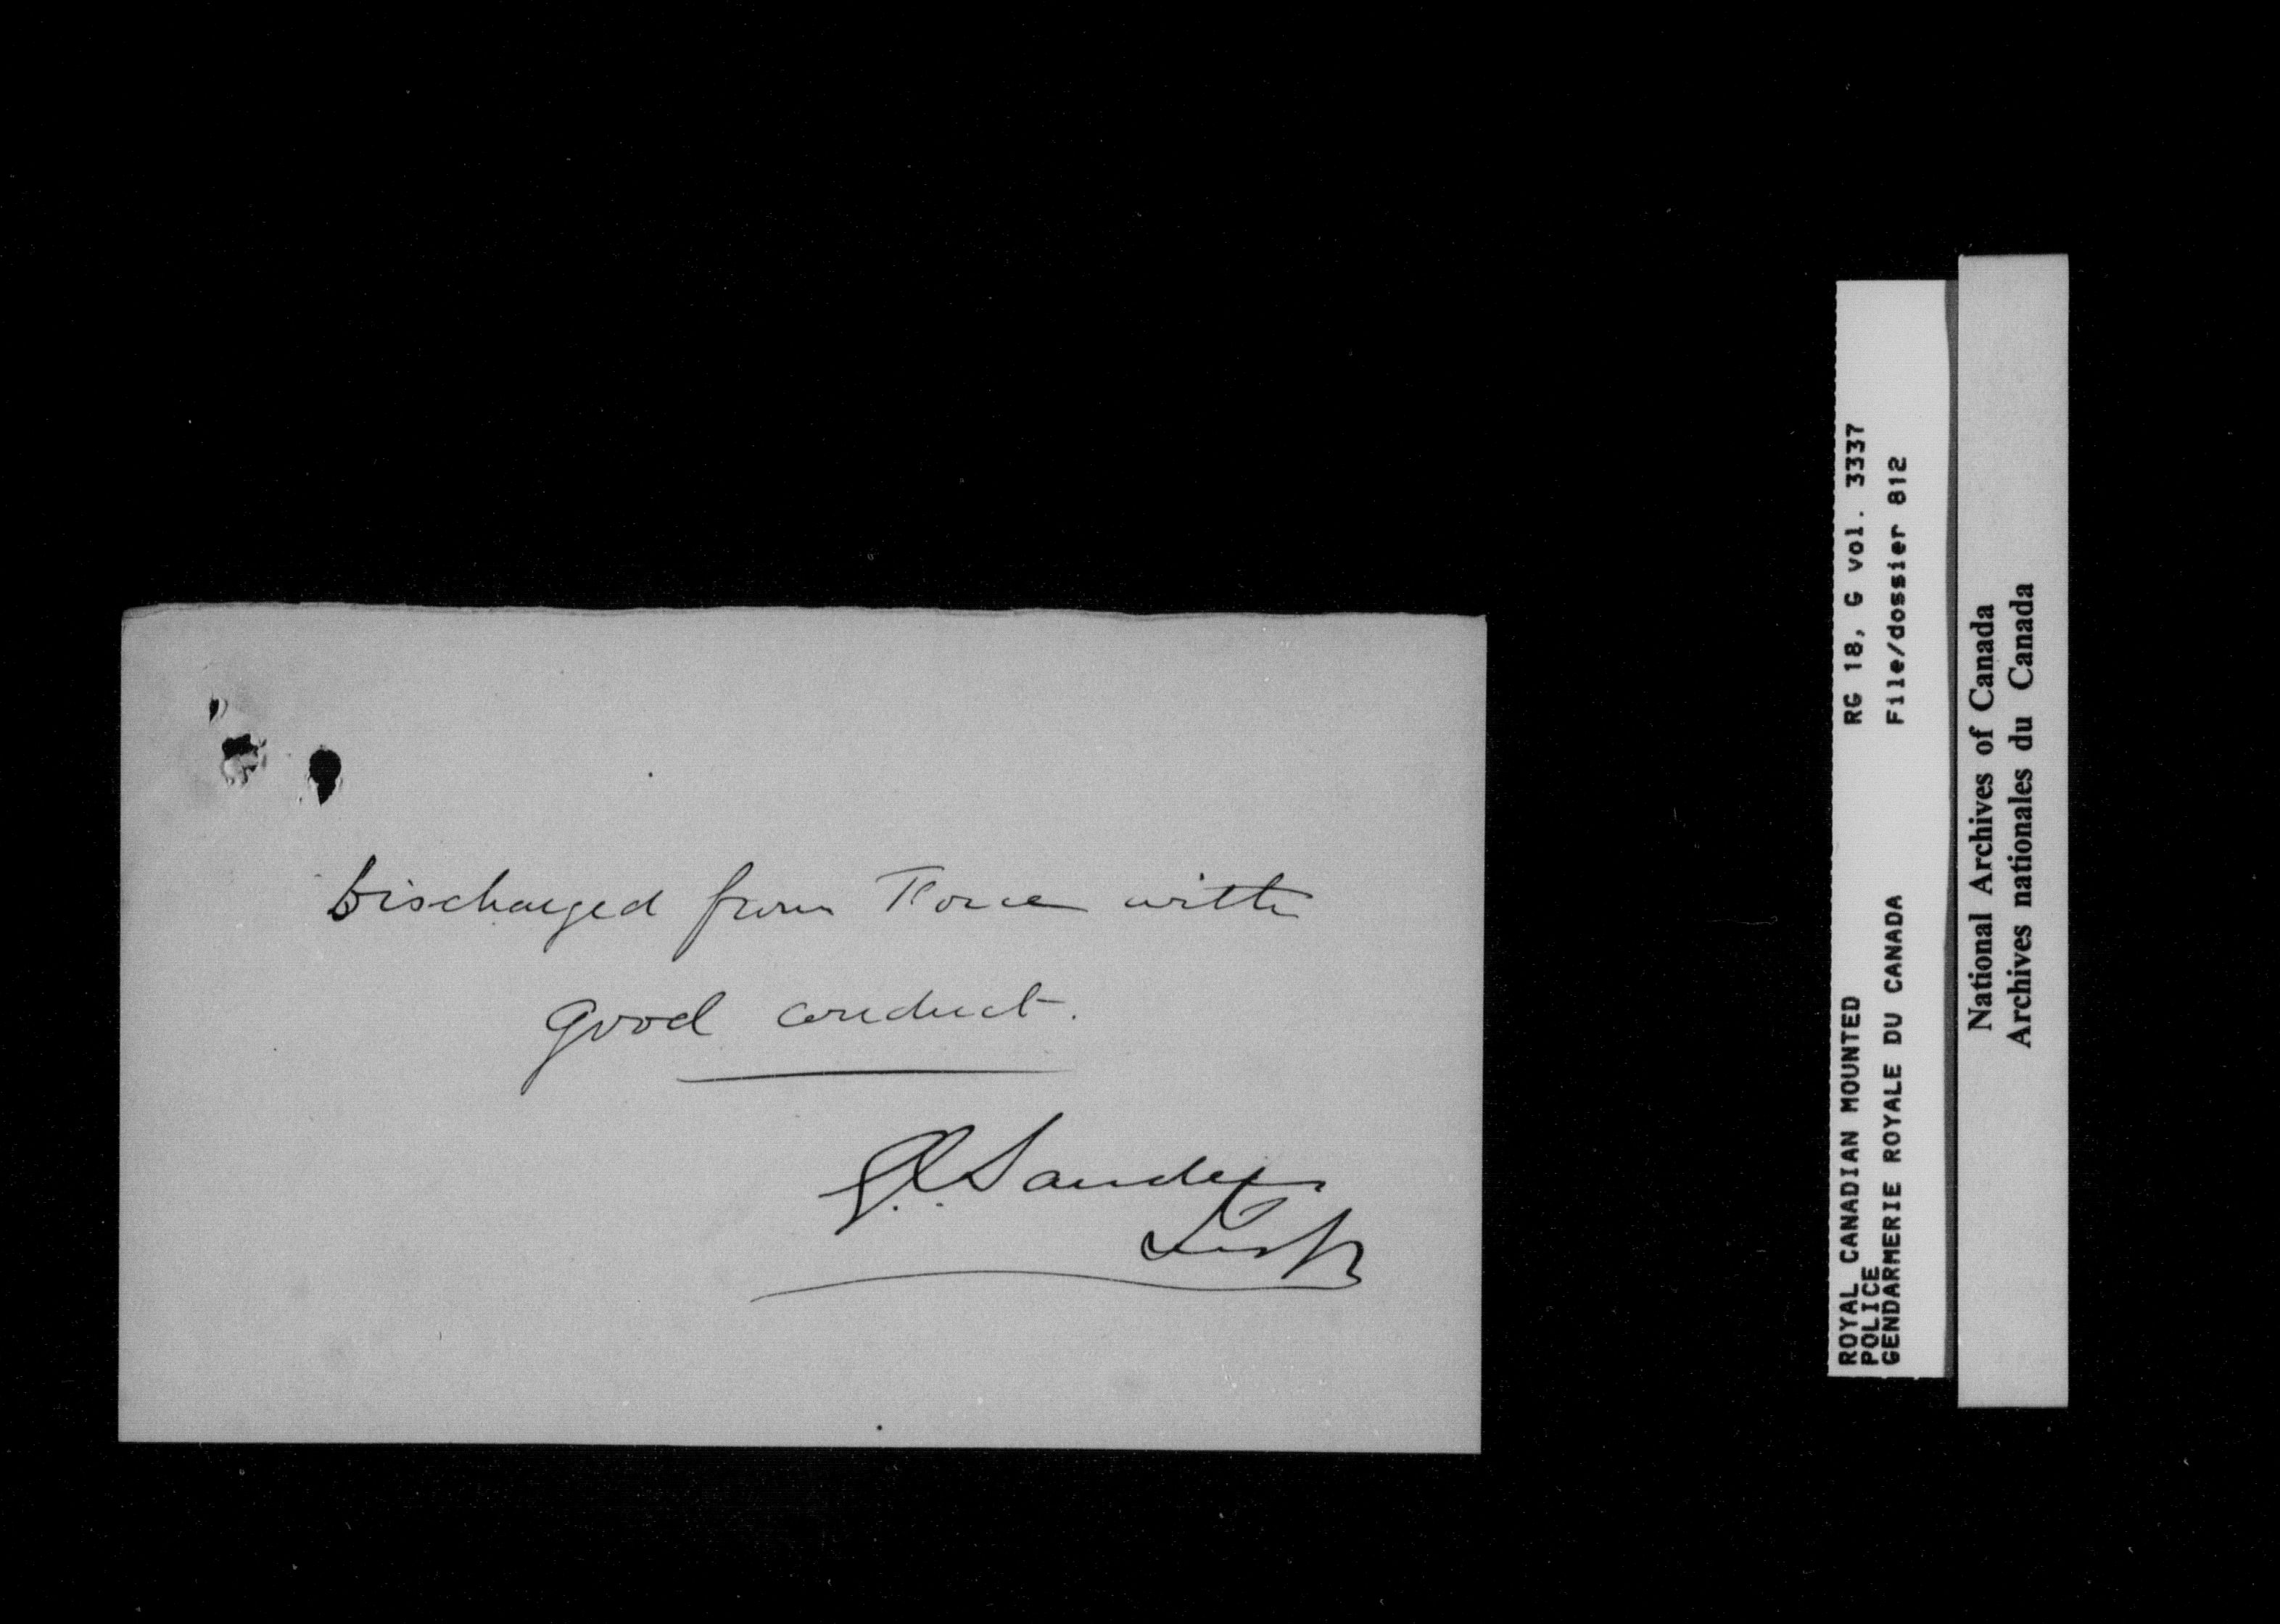 Discharged from Force with
good conduct.
G. Sanders
Insp
ROYAL CANADIAN MOUNTED
POLICE
GENDARMERIE ROYALE DU CANADA
RG 18, G vol. 3337
File/dossier 812
National Archives of Canada
Archives nationales du Canada